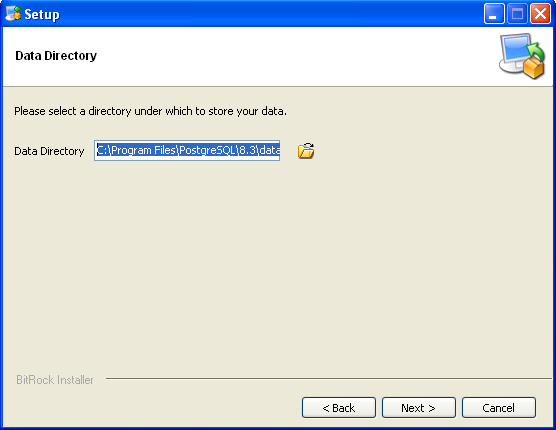 Setup
Data Directory
Please select a directory under which to store your data.
Data Directory C:\Program Files\PostgreSQL\8.3\data
BitRock Installer
< Back Next > Cancel